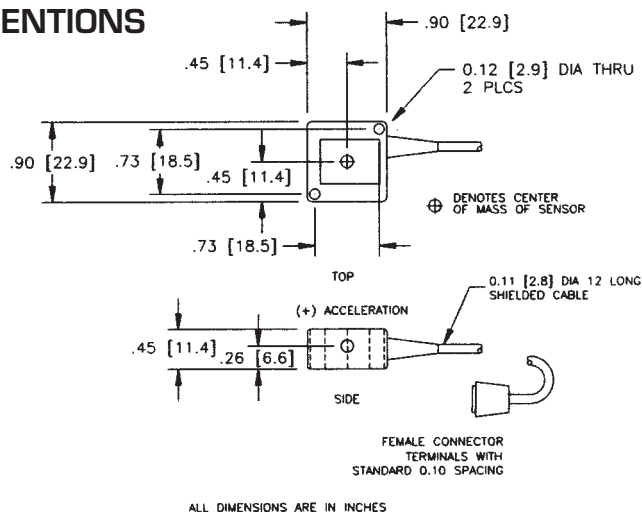 ENTIONS
.90 [22.9]
.45 [11.4]
0.12 [2.9] DIA THRU
2 PLCS
.90 [22.9]
.73 [18.5]
.45 [11.4]
DENOTES CENTER
OF MASS OF SENSOR
.73 [18.5]
TOP
0.11 [2.8] DIA 12 LONG
SHIELDED CABLE
(+) ACCELERATION
.45 [11.4]
.26 [6.6]
SIDE
FEMALE CONNECTOR
TERMINALS WITH
STANDARD 0.10 SPACING
ALL DIMENSIONS ARE IN INCHES